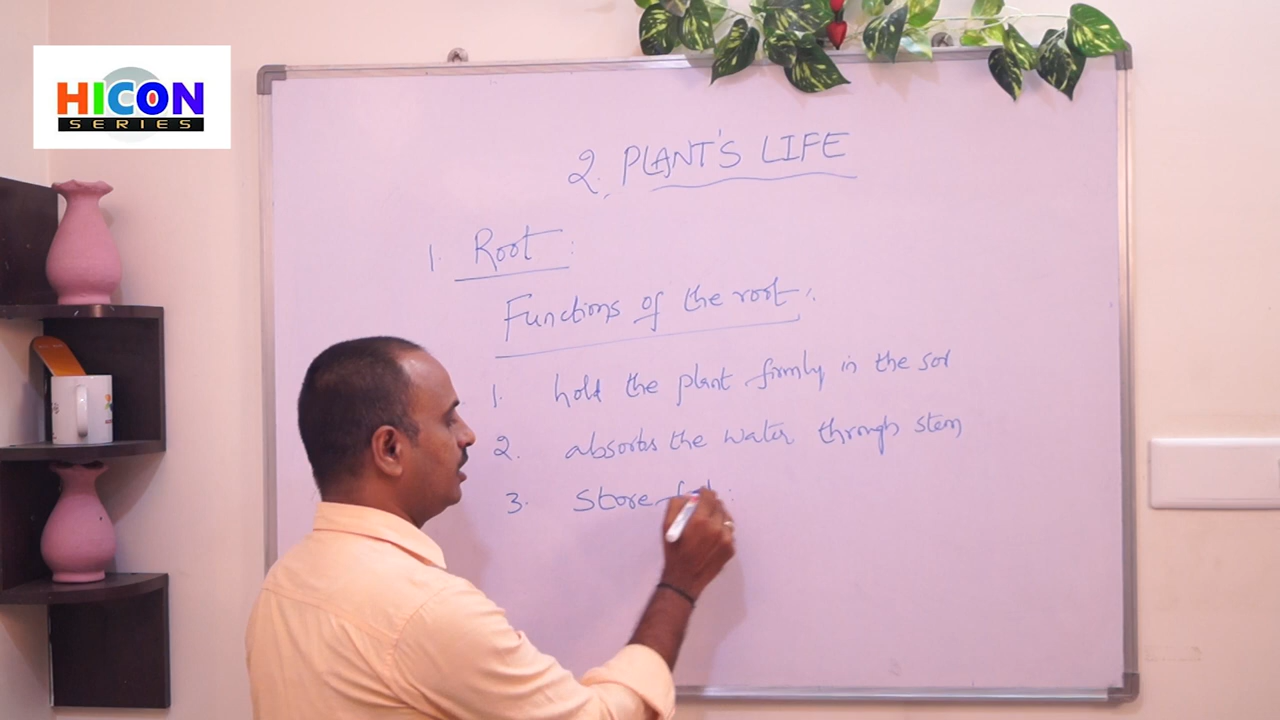 HICON
SERIES
2. PLANT'S LIFE
1. Root:
Functions of the root:
1. hold the plant firmly in the soil
2. absorbs the water through stem
3. Store